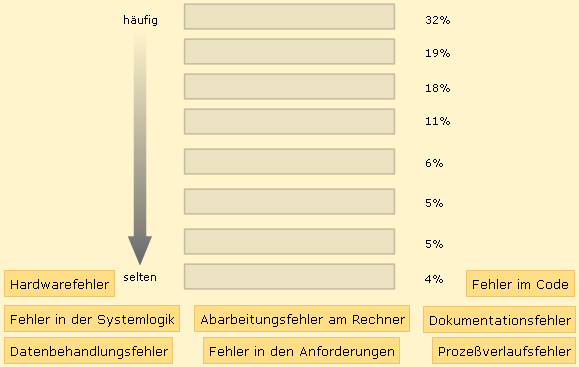 häufig
32%
19%
18%
11%
6%
5%
5%
selten
4%
Hardwarefehler
Fehler im Code
Fehler in der Systemlogik
Abarbeitungsfehler am Rechner
Dokumentationsfehler
Datenbehandlungsfehler
Fehler in den Anforderungen
Prozeßverlaufsfehler